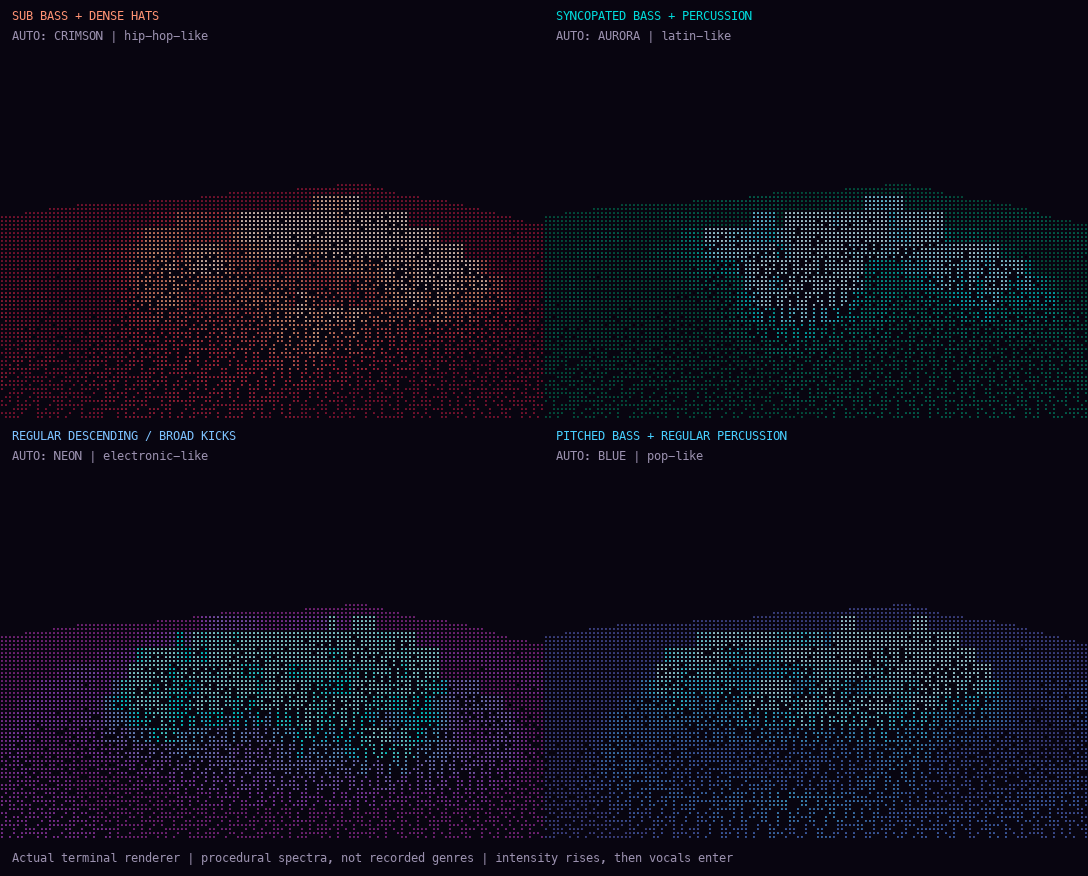 SUB BASS + DENSE HATS
AUTO: CRIMSON | hip−hop−like
SYNCOPATED BASS + PERCUSSION
AUTO: AURORA | latin−like
REGULAR DESCENDING / BROAD KICKS
AUTO: NEON | electronic−like
PITCHED BASS + REGULAR PERCUSSION
AUTO: BLUE | pop−like
Actual terminal renderer | procedural spectra, not recorded genres | intensity rises, then vocals enter